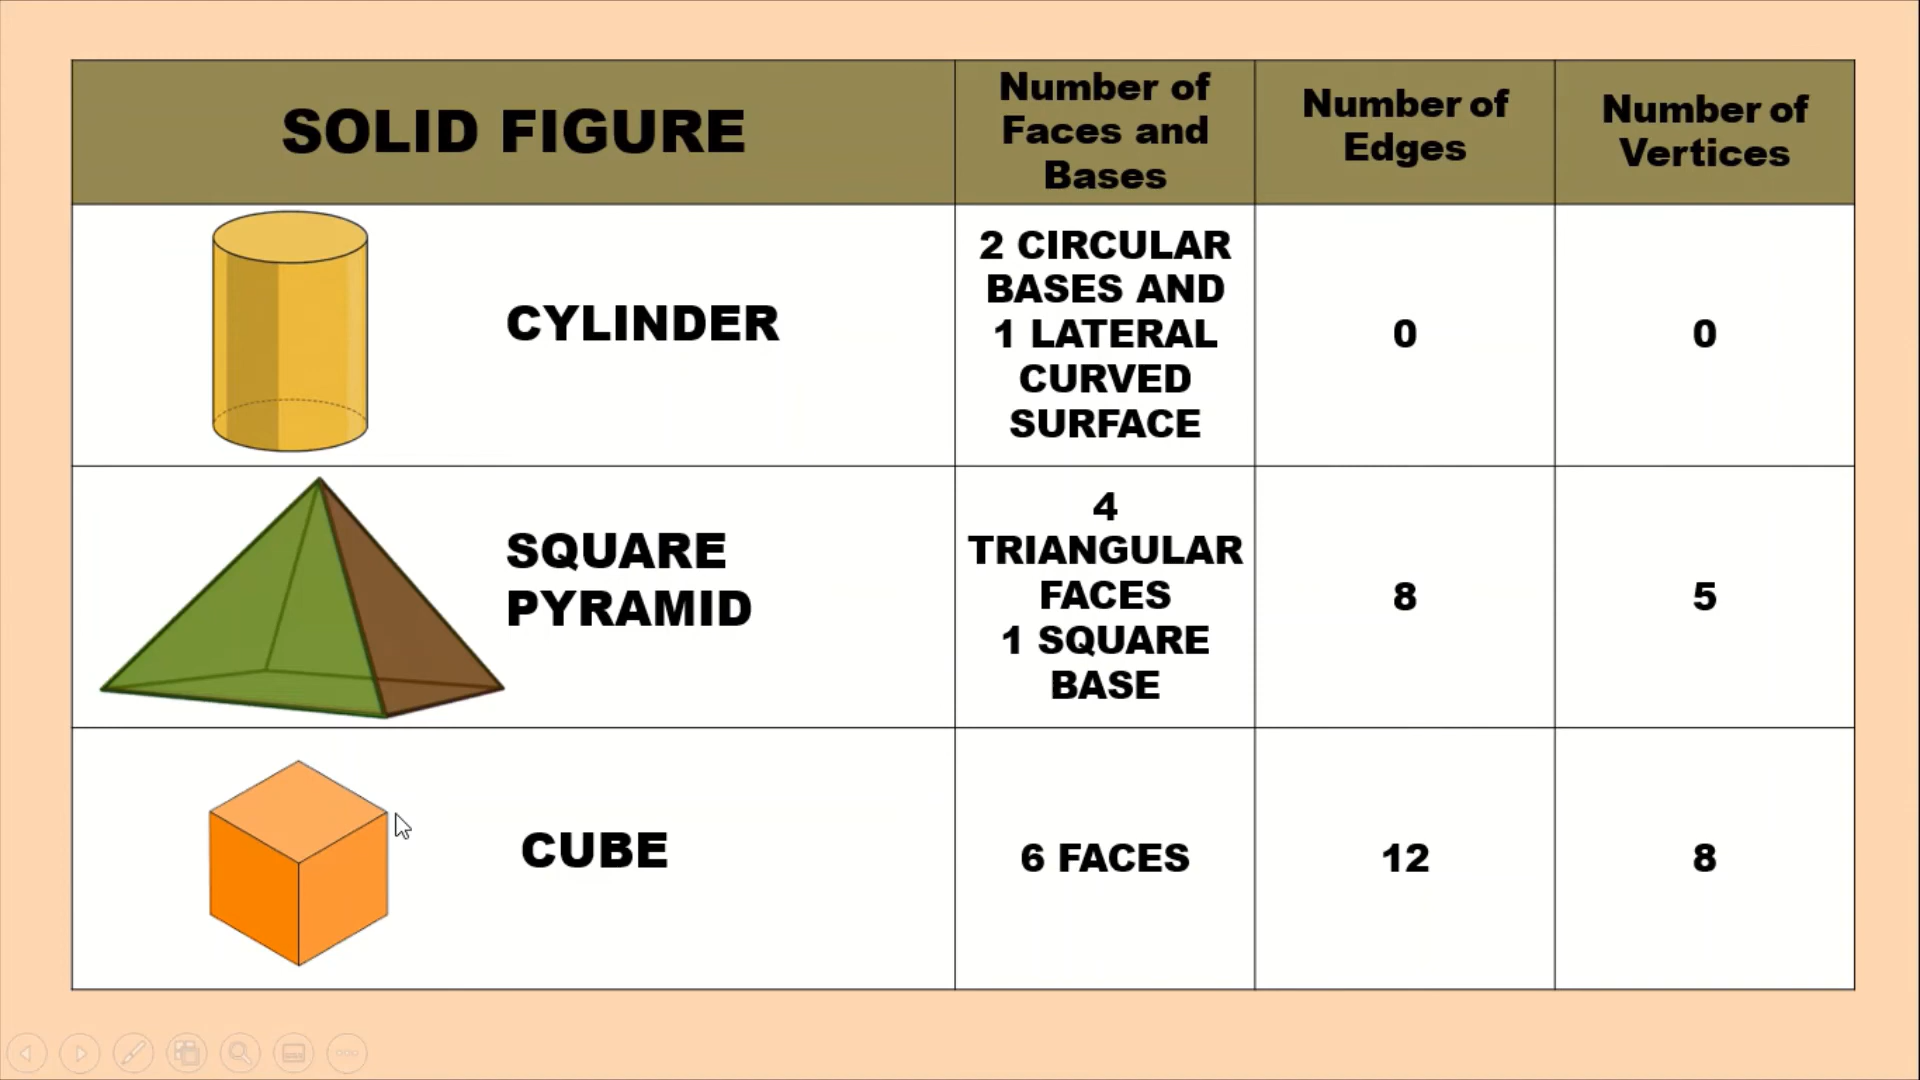 SOLID FIGURE
Number of
Faces and
Bases
Number of
Edges
Number of
Vertices
CYLINDER
2 CIRCULAR
BASES AND
1 LATERAL
CURVED
SURFACE
0
0
SQUARE
PYRAMID
4
TRIANGULAR
FACES
1 SQUARE
BASE
8
5
CUBE
6 FACES
12
8